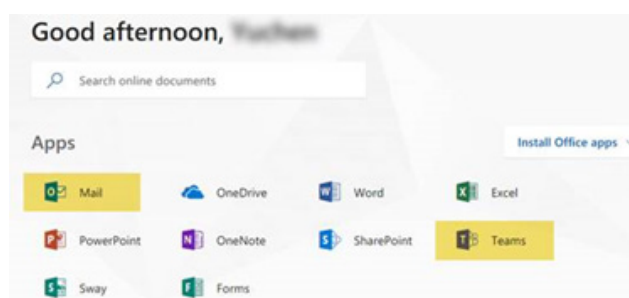 Good afternoon,
Search online documents
Apps
Install Office apps
Mail OneDrive Word Excel
PowerPoint OneNote SharePoint Teams
Sway Forms